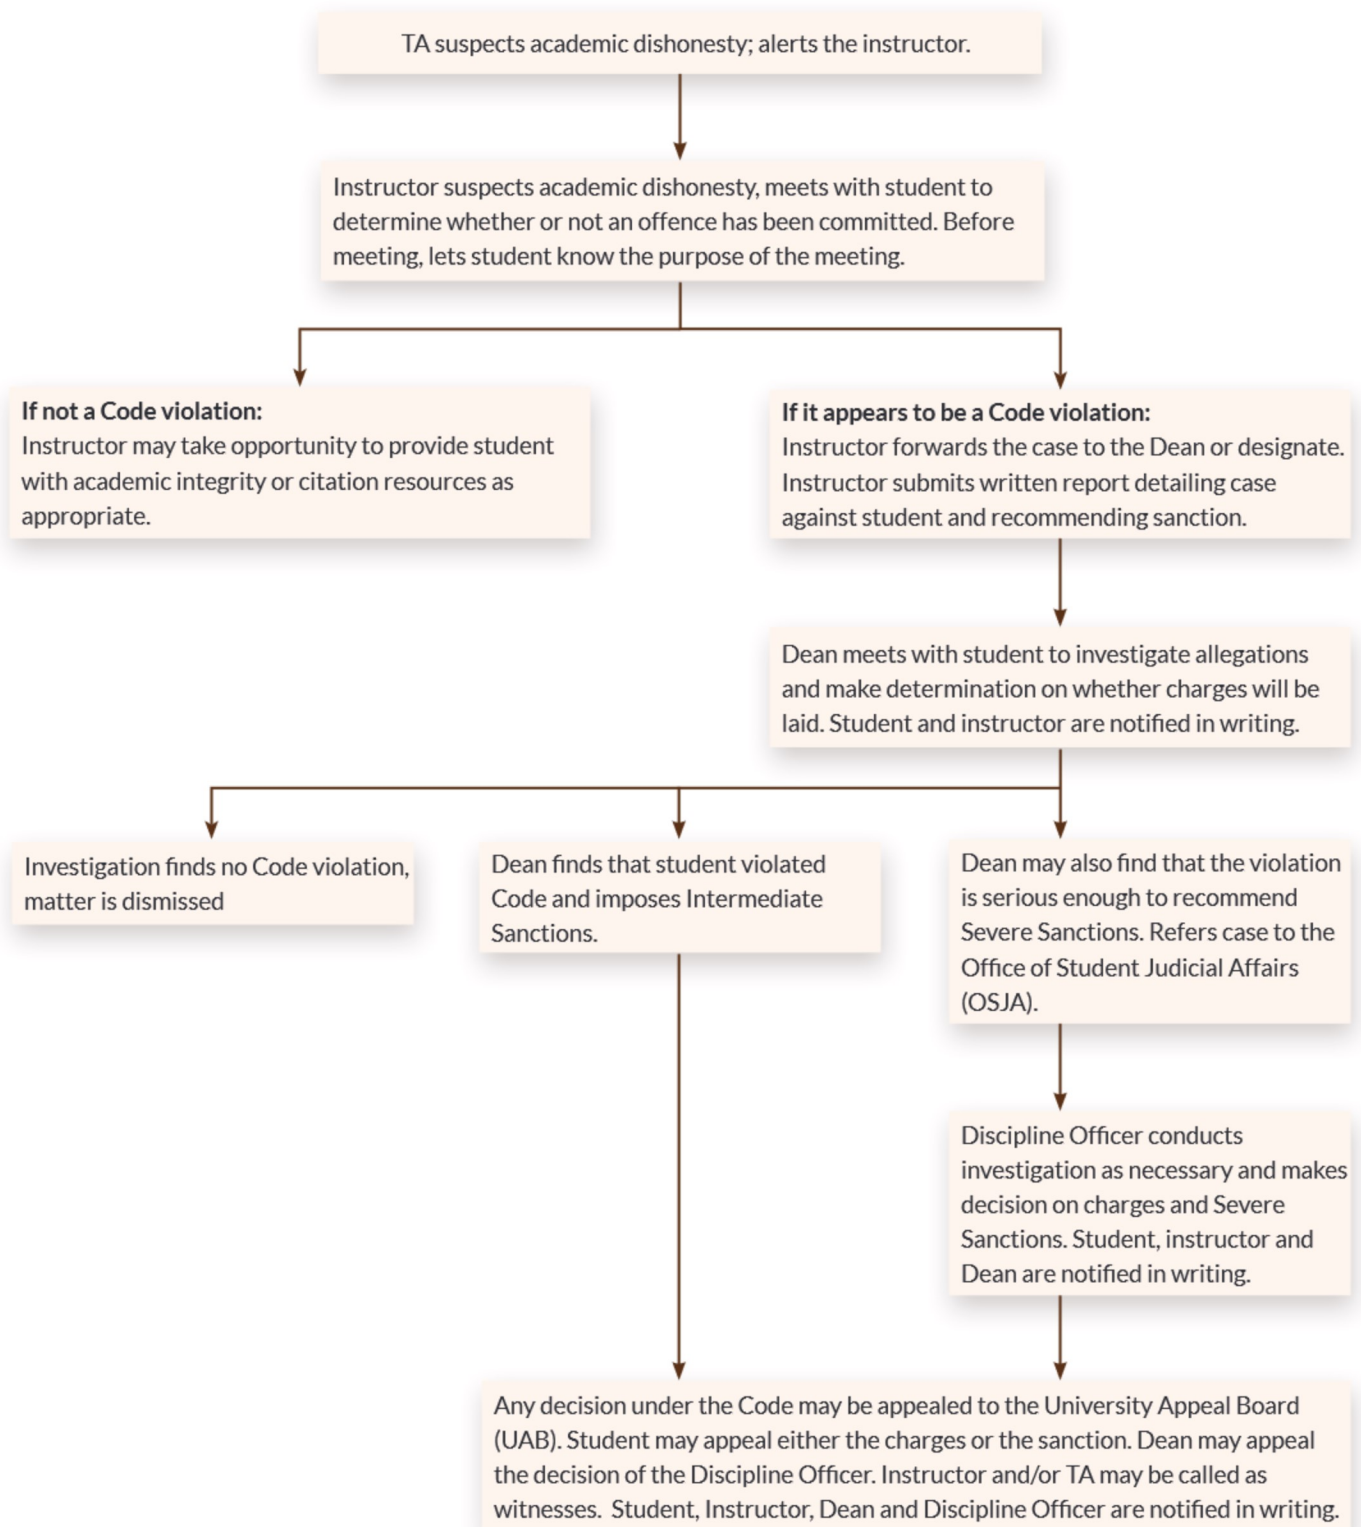 TA suspects academic dishonesty; alerts the instructor.
Instructor suspects academic dishonesty, meets with student to
determine whether or not an offence has been committed. Before
meeting, lets student know the purpose of the meeting.
If not a Code violation:
Instructor may take opportunity to provide student
with academic integrity or citation resources as
appropriate.
If it appears to be a Code violation:
Instructor forwards the case to the Dean or designate.
Instructor submits written report detailing case
against student and recommending sanction.
Dean meets with student to investigate allegations
and make determination on whether charges will be
laid. Student and instructor are notified in writing.
Investigation finds no Code violation,
matter is dismissed
Dean finds that student violated
Code and imposes Intermediate
Sanctions.
Dean may also find that the violation
is serious enough to recommend
Severe Sanctions. Refers case to the
Office of Student Judicial Affairs
(OSJA).
Discipline Officer conducts
investigation as necessary and makes
decision on charges and Severe
Sanctions. Student, instructor and
Dean are notified in writing.
Any decision under the Code may be appealed to the University Appeal Board
(UAB). Student may appeal either the charges or the sanction. Dean may appeal
the decision of the Discipline Officer. Instructor and/or TA may be called as
witnesses.  Student, Instructor, Dean and Discipline Officer are notified in writing.